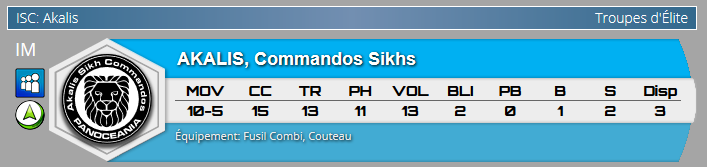 ISC: Akalis Troupes d'Élite
IM
AKALIS, Commandos Sikhs
Akalis Sikh Commandos
PANOCEANIA
MOV CC TR PH VOL BLI PB B S Disp
10-5 15 13 11 13 2 0 1 2 3
Équipement: Fusil Combi, Couteau